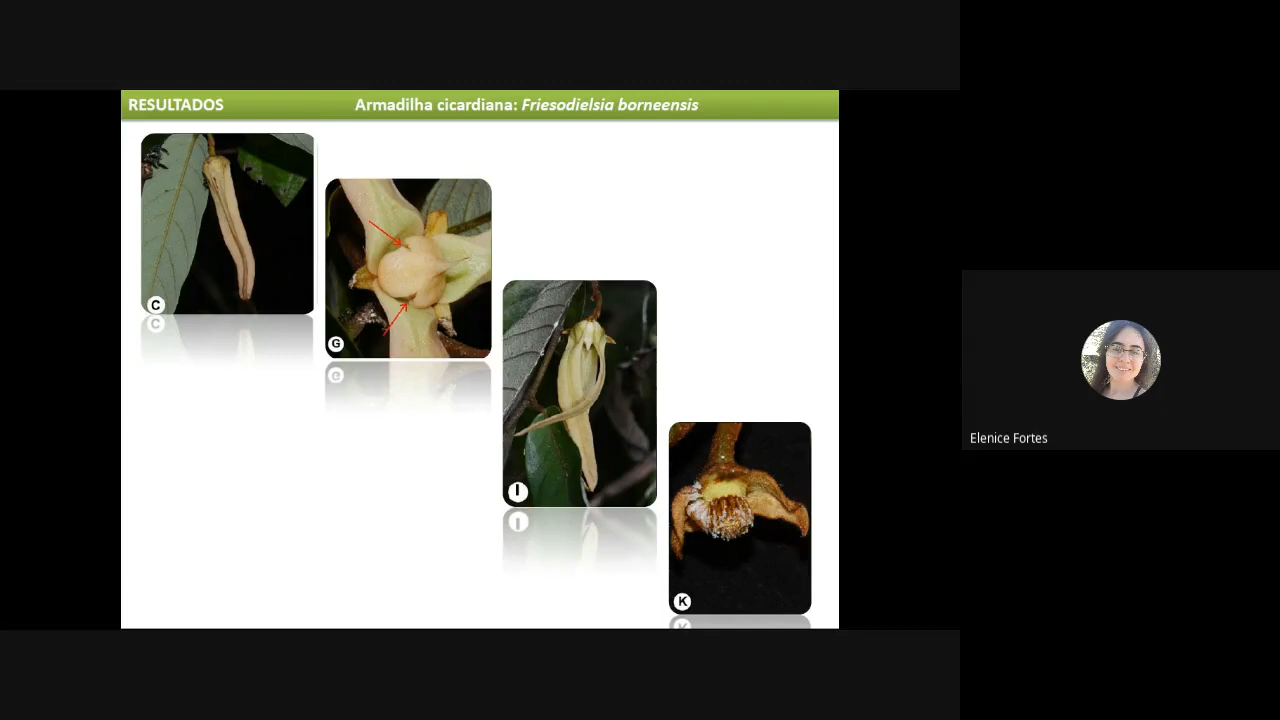 RESULTADOS
Armadilha cicardiana: Friesodielsia borneensis
C
G
I
K
Elenice Fortes